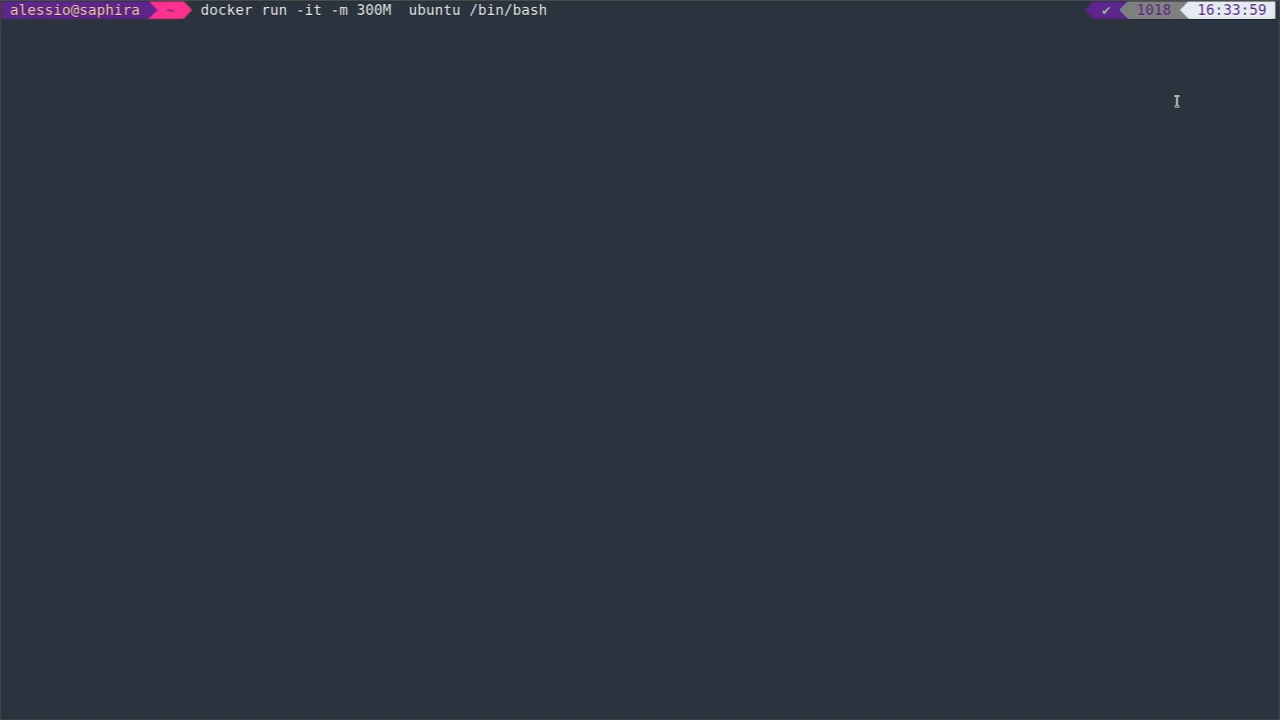 alessio@saphira ~ docker run -it -m 300M  ubuntu /bin/bash ✔ 1018 16:33:59